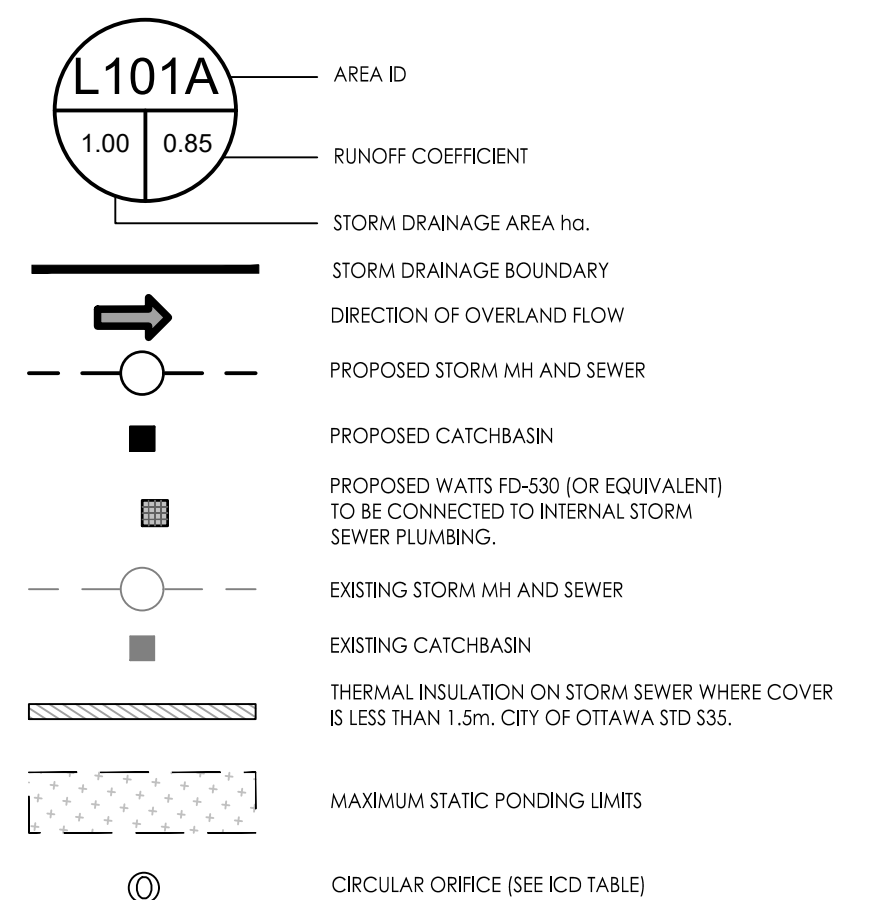 L101A
AREA ID
1.00
0.85
RUNOFF COEFFICIENT
STORM DRAINAGE AREA ha.
STORM DRAINAGE BOUNDARY
DIRECTION OF OVERLAND FLOW
PROPOSED STORM MH AND SEWER
PROPOSED CATCHBASIN
PROPOSED WATTS FD-530 (OR EQUIVALENT)
TO BE CONNECTED TO INTERNAL STORM
SEWER PLUMBING.
EXISTING STORM MH AND SEWER
EXISTING CATCHBASIN
THERMAL INSULATION ON STORM SEWER WHERE COVER
IS LESS THAN 1.5m. CITY OF OTTAWA STD S35.
MAXIMUM STATIC PONDING LIMITS
CIRCULAR ORIFICE (SEE ICD TABLE)